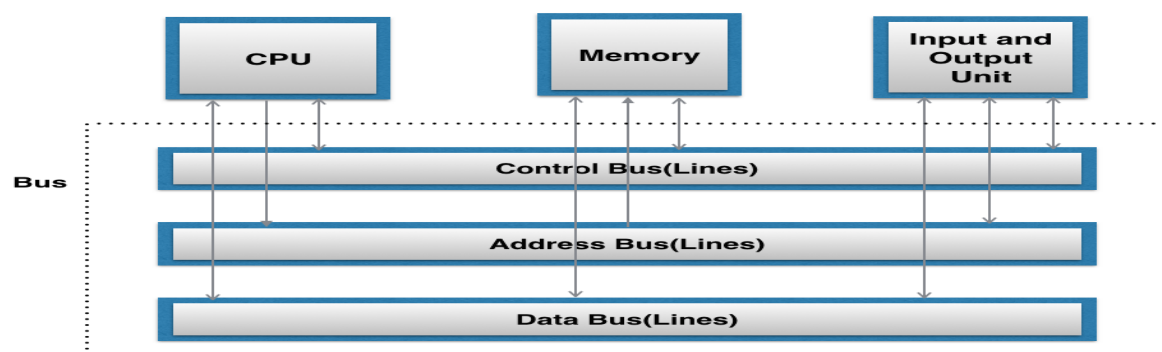 CPU
Memory
Input and
Output
Unit
Bus
Control Bus(Lines)
Address Bus(Lines)
Data Bus(Lines)